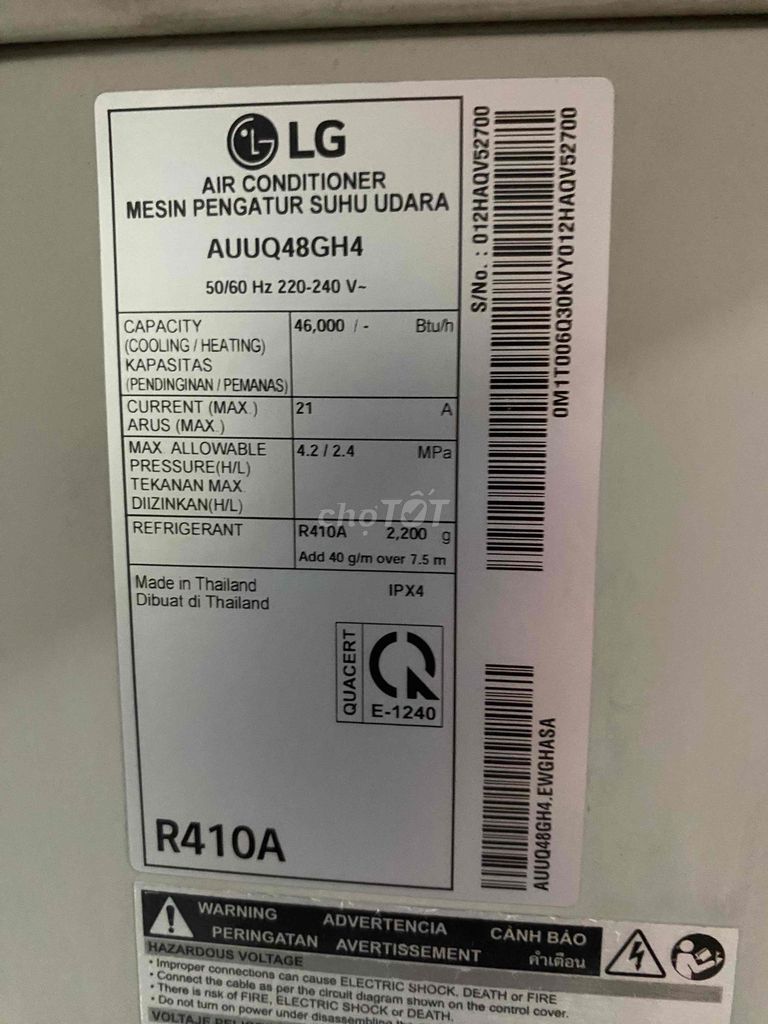 LG
AIR CONDITIONER
MESIN PENGATUR SUHU UDARA
AUUQ48GH4
50/60 Hz 220-240 V~
CAPACITY
(COOLING / HEATING)
KAPASITAS
(PENDINGINAN / PEMANAS)
46,000 / - Btu/h
CURRENT (MAX.)
ARUS (MAX.)
21 A
MAX. ALLOWABLE
PRESSURE(H/L)
TEKANAN MAX.
DIIZINKAN(H/L)
4.2 / 2.4 MPa
REFRIGERANT
R410A 2,200 g
Add 40 g/m over 7.5 m
Made in Thailand
Dibuat di Thailand
IPX4
QUACERT
E-1240
R410A
S/No. : 012HAQV52700
0M1T006Q30KVY012HAQV52700
AUUQ48GH4.EWGHASA
chợTỐT
WARNING ADVERTENCIA CẢNH BÁO
PERINGATAN AVERTISSEMENT คำเตือน
HAZARDOUS VOLTAGE
• Improper connections can cause ELECTRIC SHOCK, DEATH or FIRE
• Connect the cable as per the circuit diagram shown on the control cover.
• There is risk of FIRE, ELECTRIC SHOCK or DEATH.
• Do not turn on power under disassembling the
VOLTAJE